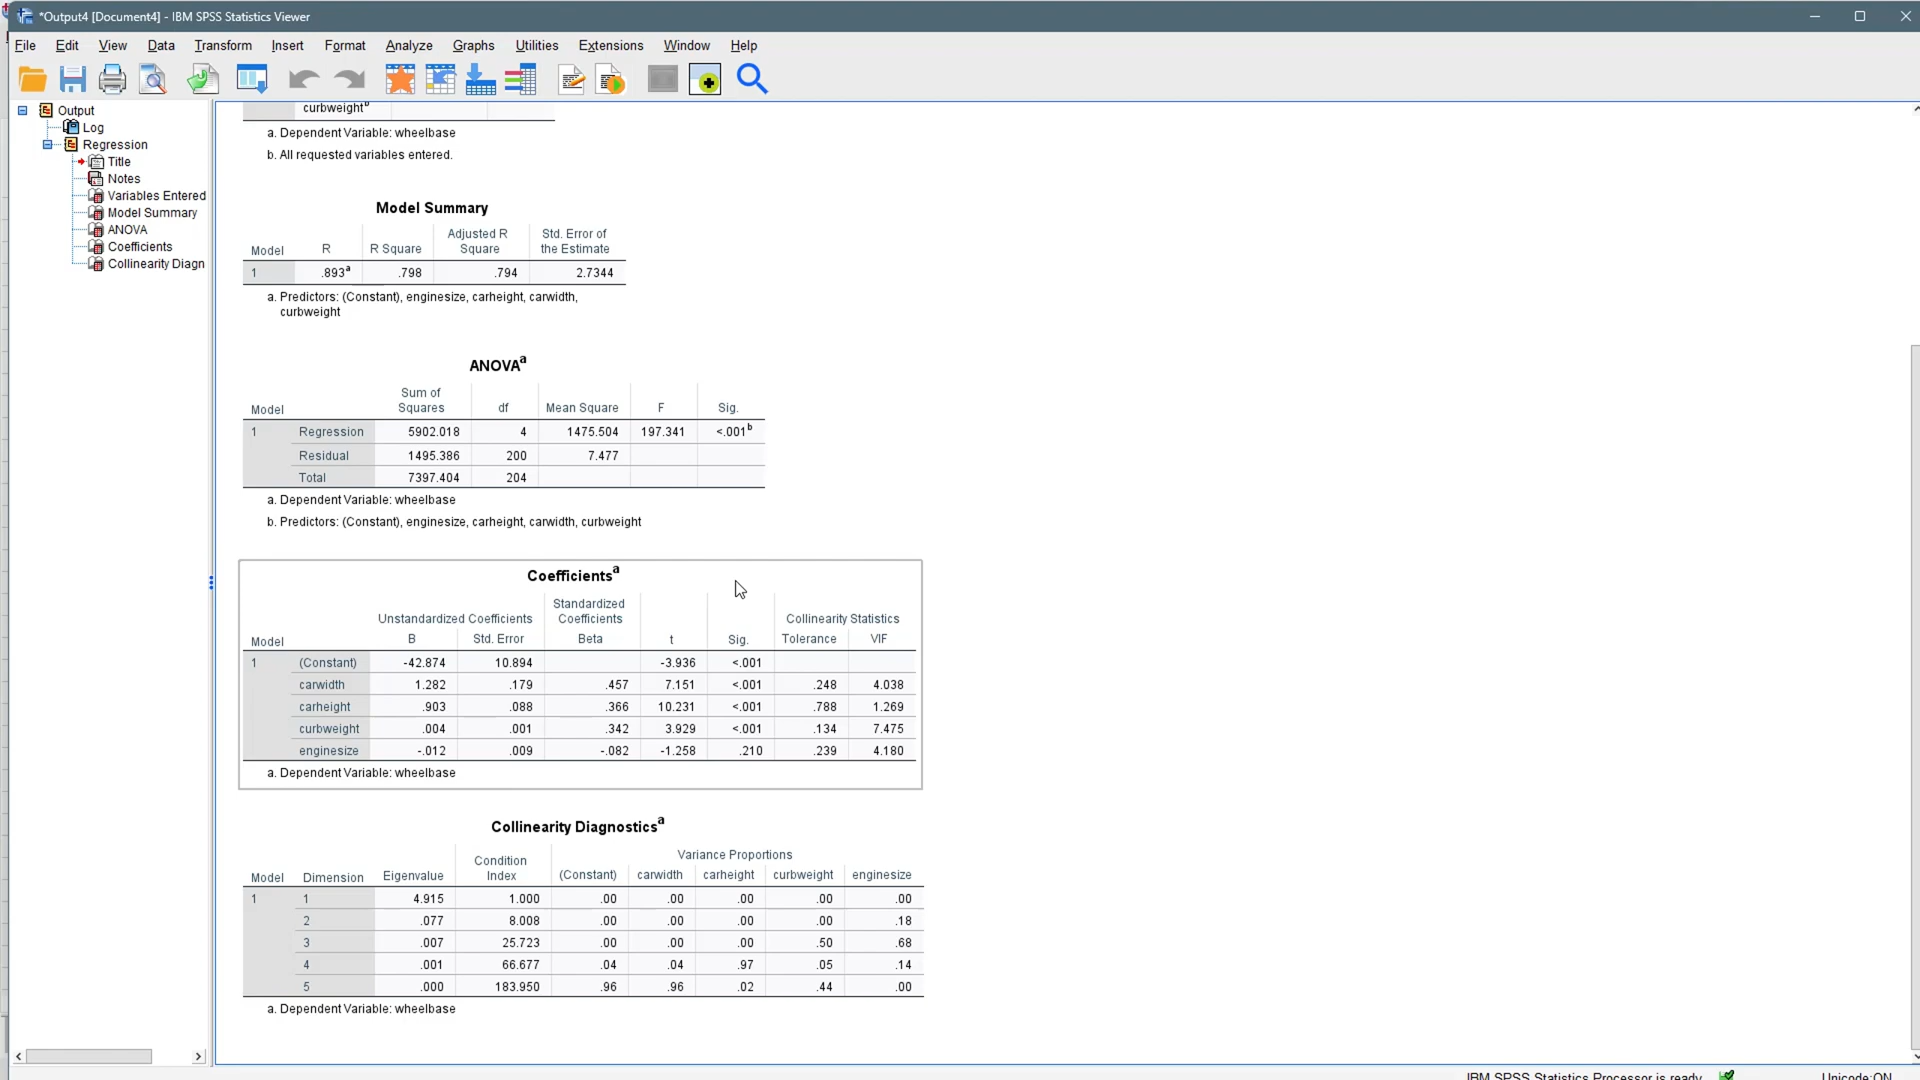 *Output4 [Document4] - IBM SPSS Statistics Viewer
File Edit View Data Transform Insert Format Analyze Graphs Utilities Extensions Window Help
Output
Log
Regression
Title
Notes
Variables Entered
Model Summary
ANOVA
Coefficients
Collinearity Diagn
curbweight^b
a. Dependent Variable: wheelbase
b. All requested variables entered.
Model Summary
Model R R Square Adjusted R Square Std. Error of the Estimate
1 .893^a .798 .794 2.7344
a. Predictors: (Constant), enginesize, carheight, carwidth,
curbweight
ANOVA^a
Model Sum of Squares df Mean Square F Sig.
1 Regression 5902.018 4 1475.504 197.341 <.001^b
Residual 1495.386 200 7.477
Total 7397.404 204
a. Dependent Variable: wheelbase
b. Predictors: (Constant), enginesize, carheight, carwidth, curbweight
Coefficients^a
Unstandardized Coefficients Standardized Coefficients Collinearity Statistics
Model B Std. Error Beta t Sig. Tolerance VIF
1 (Constant) -42.874 10.894 -3.936 <.001
carwidth 1.282 .179 .457 7.151 <.001 .248 4.038
carheight .903 .088 .366 10.231 <.001 .788 1.269
curbweight .004 .001 .342 3.929 <.001 .134 7.475
enginesize -.012 .009 -.082 -1.258 .210 .239 4.180
a. Dependent Variable: wheelbase
Collinearity Diagnostics^a
Variance Proportions
Model Dimension Eigenvalue Condition Index (Constant) carwidth carheight curbweight enginesize
1 1 4.915 1.000 .00 .00 .00 .00 .00
2 .077 8.008 .00 .00 .00 .00 .18
3 .007 25.723 .00 .00 .00 .50 .68
4 .001 66.677 .04 .04 .97 .05 .14
5 .000 183.950 .96 .96 .02 .44 .00
a. Dependent Variable: wheelbase
IBM SPSS Statistics Processor is ready Unicode:ON